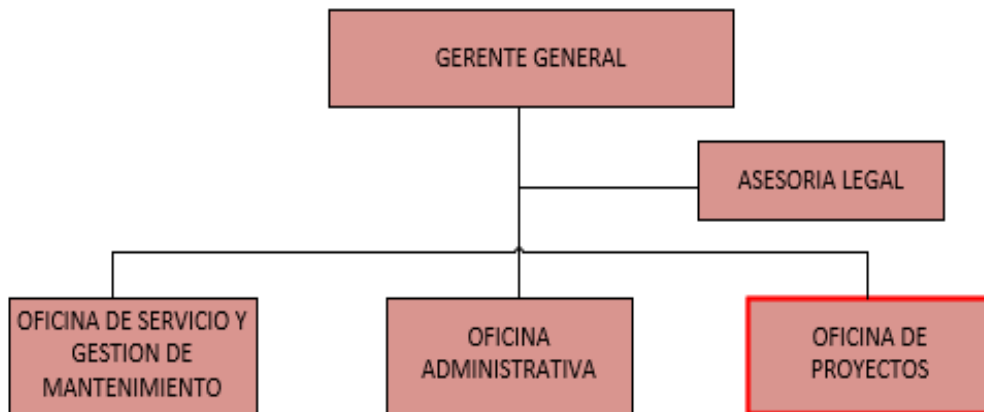 GERENTE GENERAL
ASESORIA LEGAL
OFICINA DE SERVICIO Y
GESTION DE
MANTENIMIENTO
OFICINA
ADMINISTRATIVA
OFICINA DE
PROYECTOS